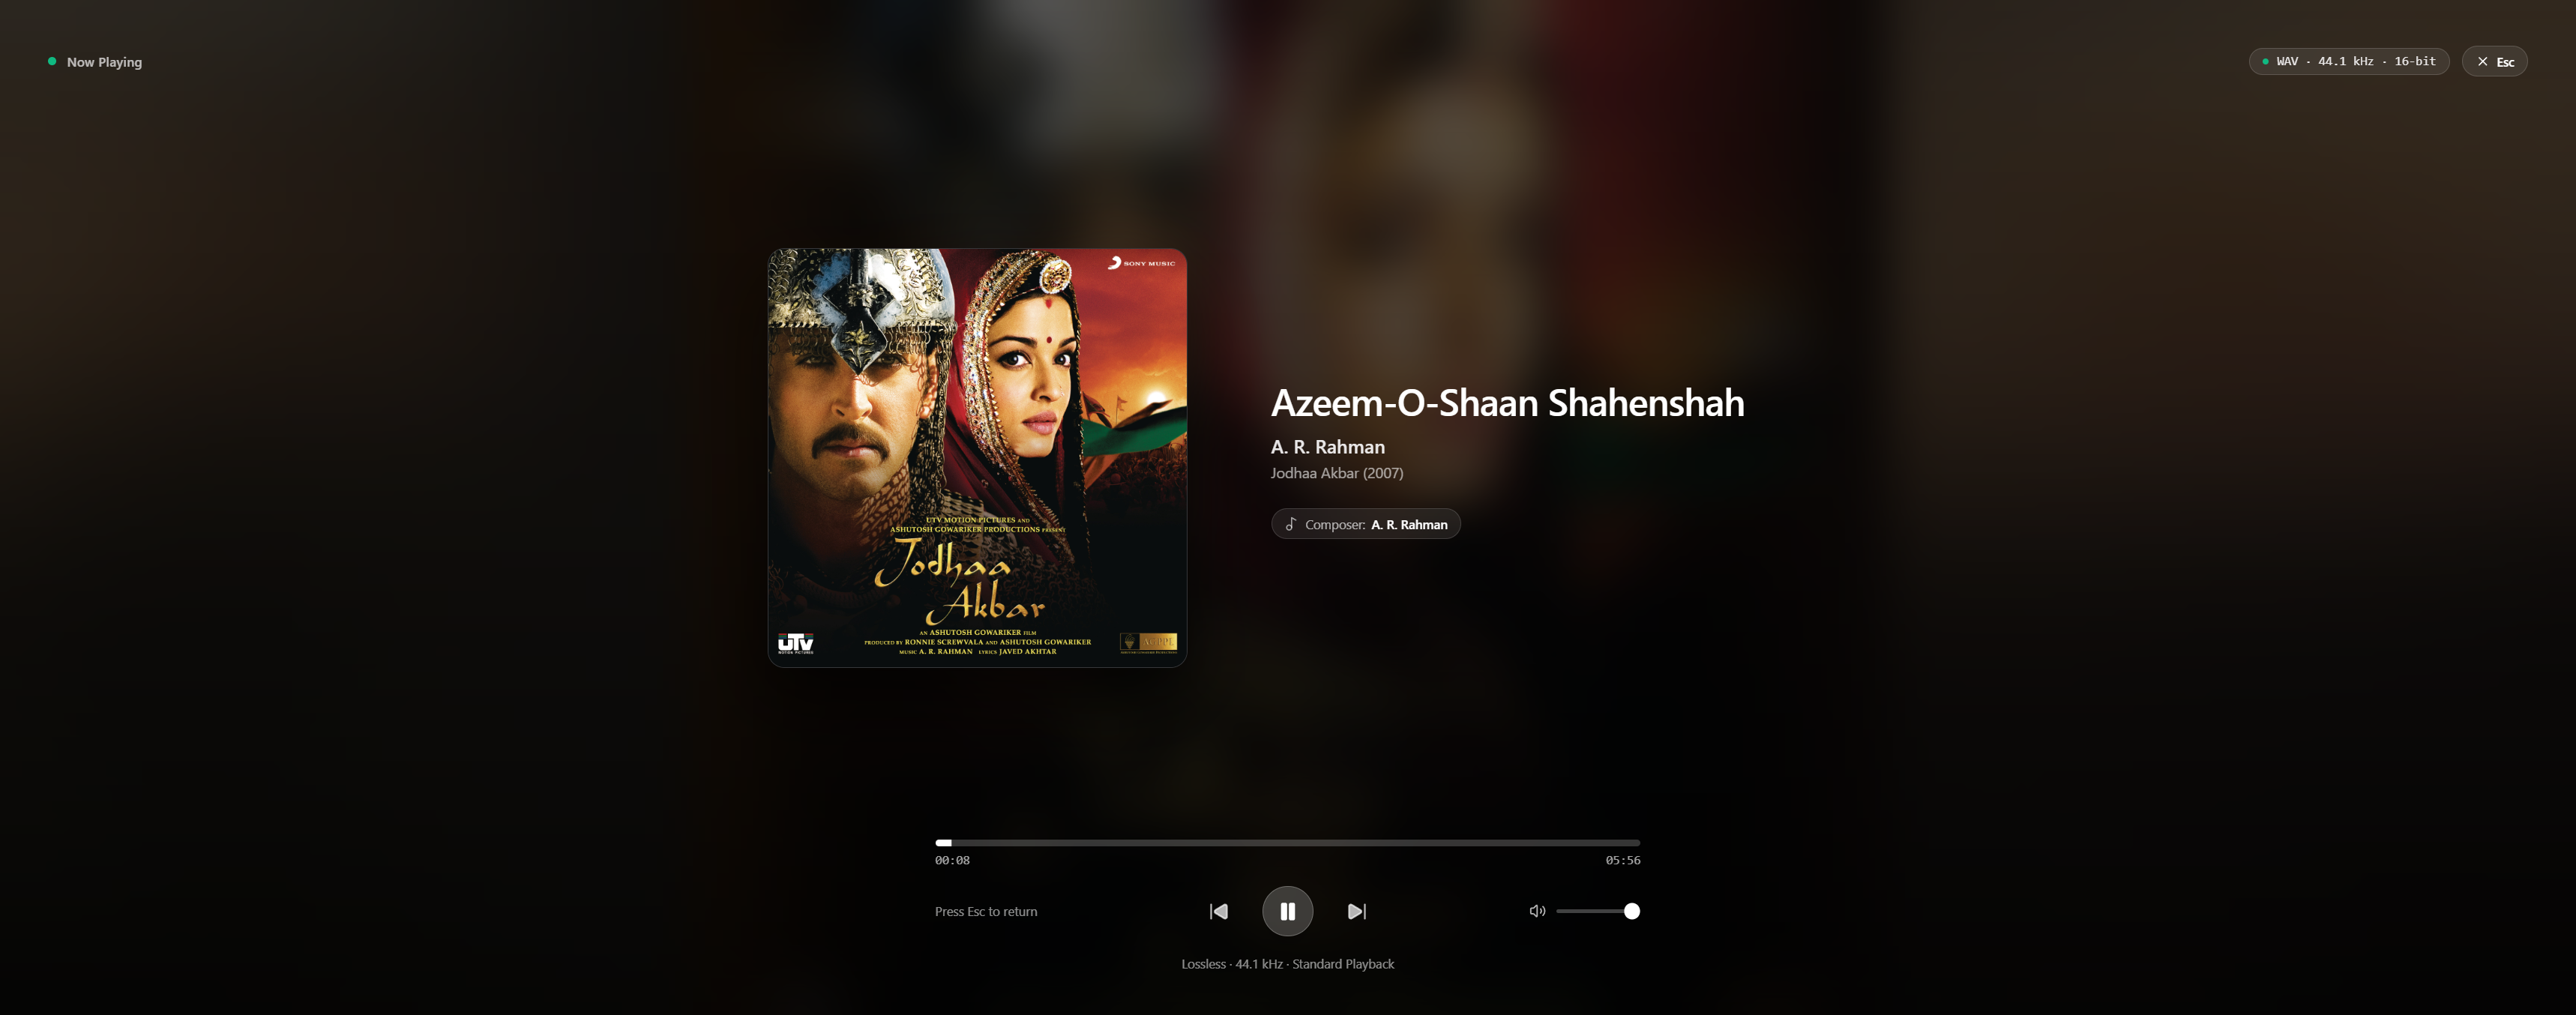 Now Playing
WAV · 44.1 kHz · 16-bit
Esc
SONY MUSIC
UTV MOTION PICTURES AND
ASHUTOSH GOWARIKER PRODUCTIONS PRESENT
Jodhaa
Akbar
AN ASHUTOSH GOWARIKER FILM
PRODUCED BY RONNIE SCREWVALA AND ASHUTOSH GOWARIKER
MUSIC A. R. RAHMAN LYRICS JAVED AKHTAR
UTV
MOTION PICTURES
Azeem-O-Shaan Shahenshah
A. R. Rahman
Jodhaa Akbar (2007)
Composer: A. R. Rahman
00:08
05:56
Press Esc to return
Lossless · 44.1 kHz · Standard Playback